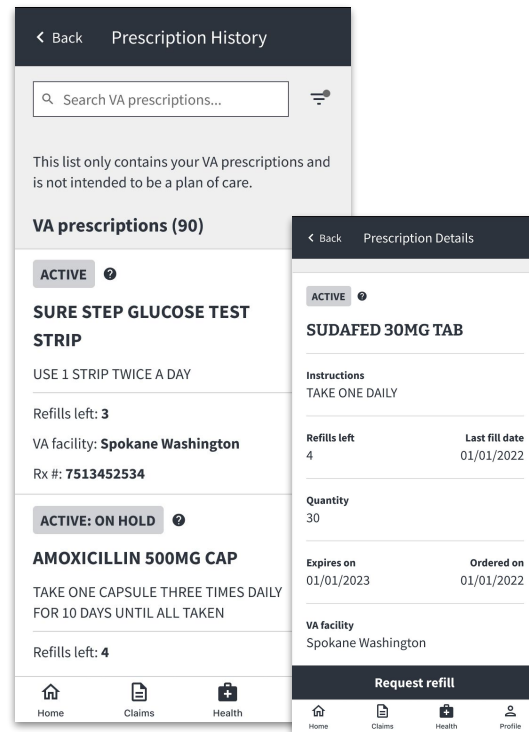 Back Prescription History
Search VA prescriptions...
This list only contains your VA prescriptions and
is not intended to be a plan of care.
VA prescriptions (90)
ACTIVE
SURE STEP GLUCOSE TEST
STRIP
USE 1 STRIP TWICE A DAY
Refills left: 3
VA facility: Spokane Washington
Rx #: 7513452534
ACTIVE: ON HOLD
AMOXICILLIN 500MG CAP
TAKE ONE CAPSULE THREE TIMES DAILY
FOR 10 DAYS UNTIL ALL TAKEN
Refills left: 4
Home Claims Health
Back Prescription Details
ACTIVE
SUDAFED 30MG TAB
Instructions
TAKE ONE DAILY
Refills left Last fill date
4 01/01/2022
Quantity
30
Expires on Ordered on
01/01/2023 01/01/2022
VA facility
Spokane Washington
Request refill
Home Claims Health Profile